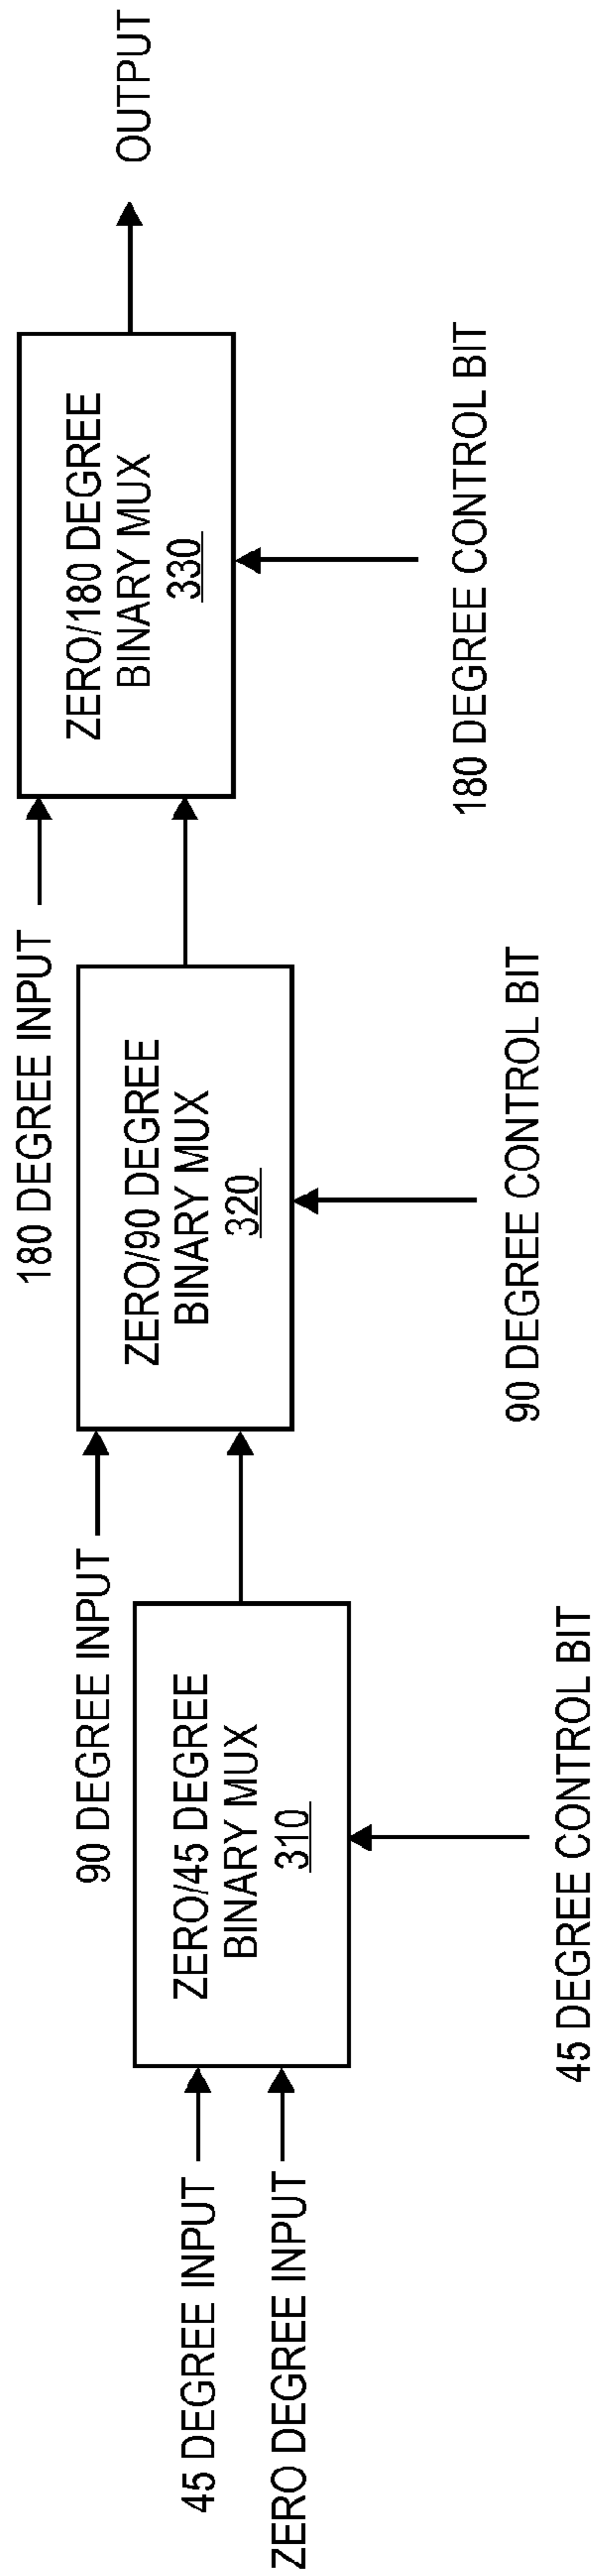 45 DEGREE INPUT
ZERO DEGREE INPUT
ZERO/45 DEGREE
BINARY MUX
310
45 DEGREE CONTROL BIT
90 DEGREE INPUT
ZERO/90 DEGREE
BINARY MUX
320
90 DEGREE CONTROL BIT
180 DEGREE INPUT
ZERO/180 DEGREE
BINARY MUX
330
180 DEGREE CONTROL BIT
OUTPUT